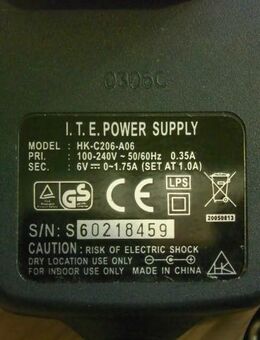 0306C
I.T.E. POWER SUPPLY
MODEL : HK-C206-A06
PRI. : 100-240V ~ 50/60Hz 0.35A
SEC. : 6V ⎓ 0~1.75A (SET AT 1.0A)
LPS
GS
20050813
S/N: S60218459
CAUTION : RISK OF ELECTRIC SHOCK
DRY LOCATION USE ONLY
FOR INDOOR USE ONLY MADE IN CHINA